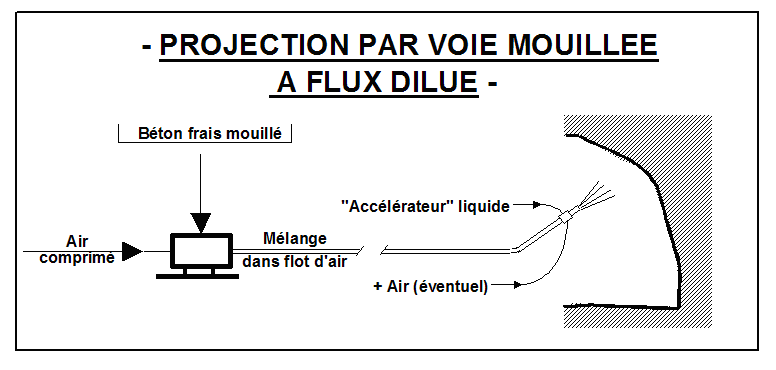 - PROJECTION PAR VOIE MOUILLEE
A FLUX DILUE -
Béton frais mouillé
"Accélérateur" liquide
Air
comprimé
Mélange
dans flot d'air
+ Air (éventuel)